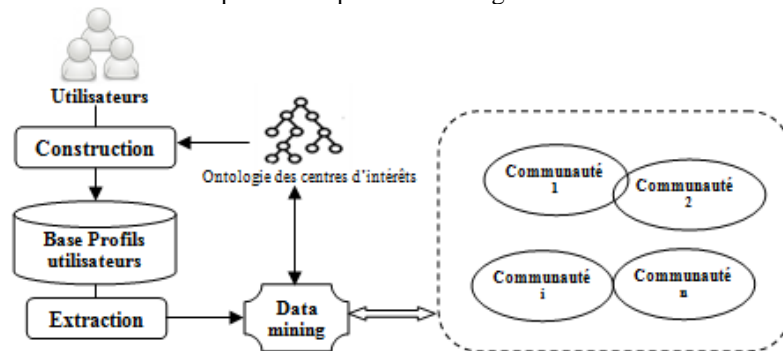 Utilisateurs
Construction
Ontologie des centres d'intérêts
Base Profils
utilisateurs
Extraction
Data
mining
Communauté
1
Communauté
2
Communauté
i
Communauté
n